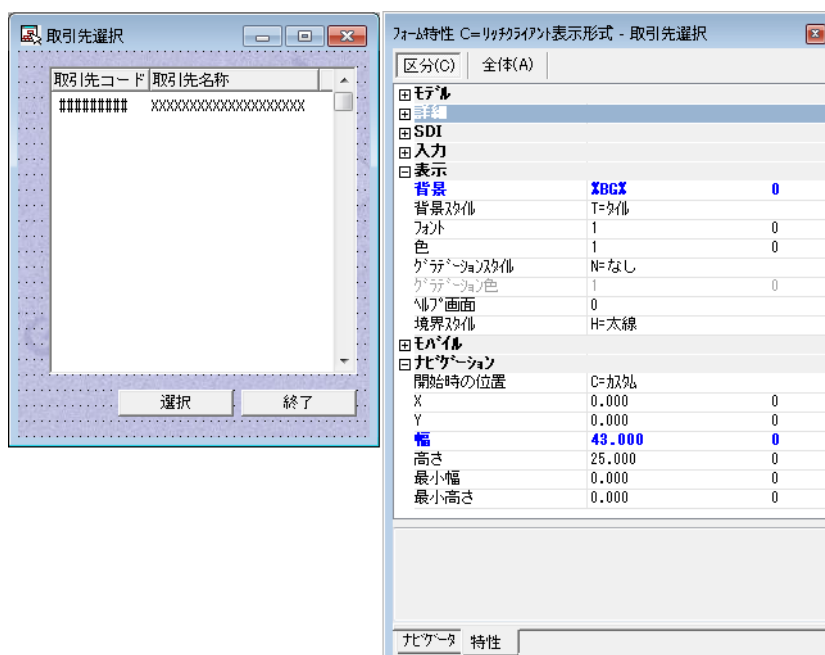 取引先選択
取引先コード 取引先名称
######### XXXXXXXXXXXXXXXXXXXX
選択 終了
フォーム特性 C=リッチクライアント表示形式 - 取引先選択
区分(C) 全体(A)
モデル
詳細
SDI
入力
表示
背景 %BG% 0
背景スタイル T=タイル
フォント 1 0
色 1 0
グラデーションスタイル N=なし
グラデーション色 1 0
ヘルプ画面 0
境界スタイル H=太線
モバイル
ナビゲーション
開始時の位置 C=カスタム
X 0.000 0
Y 0.000 0
幅 43.000 0
高さ 25.000 0
最小幅 0.000 0
最小高さ 0.000 0
ナビゲータ 特性